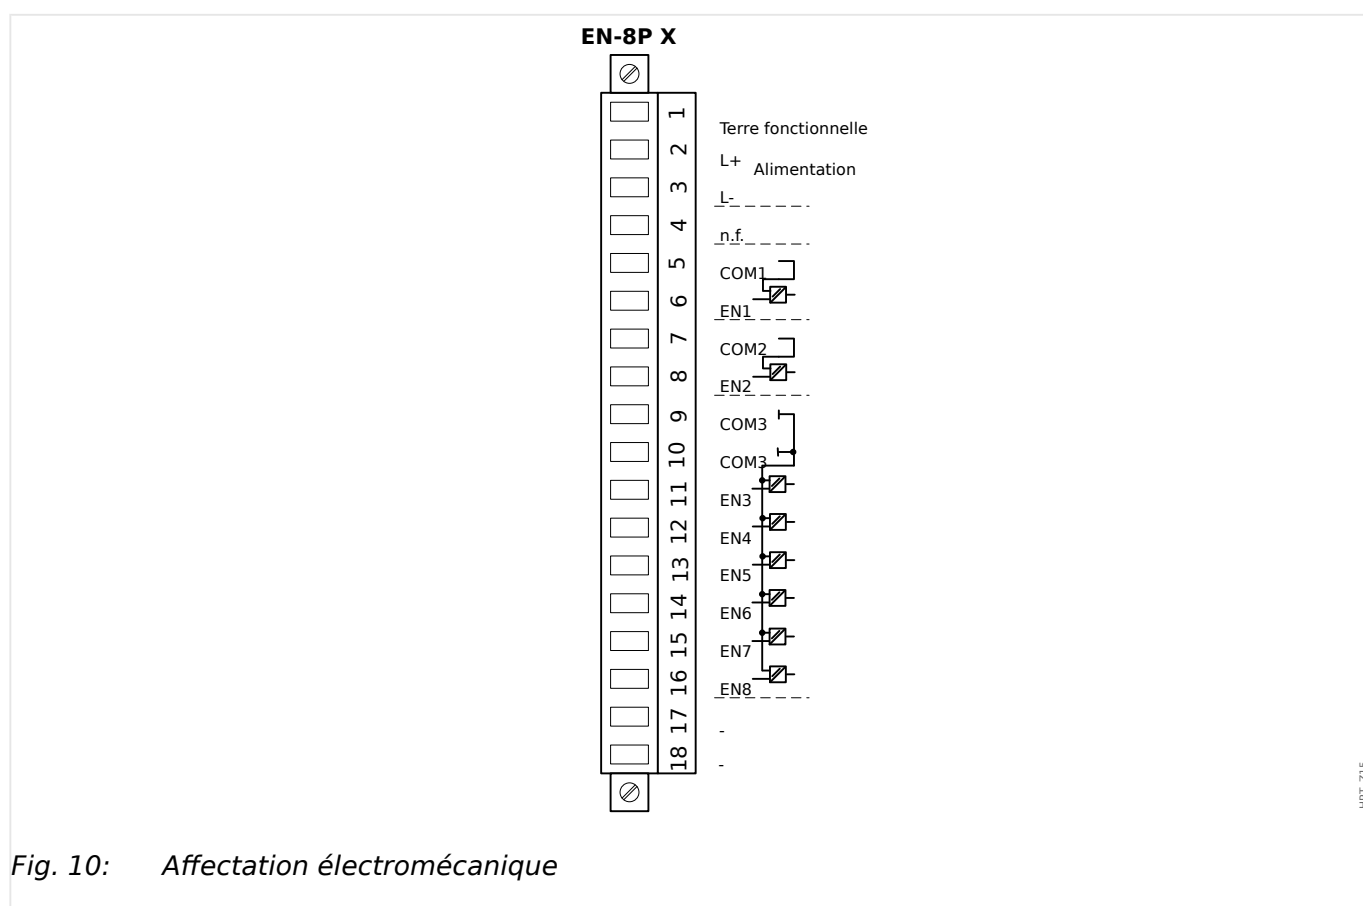 EN-8P X
1
Terre fonctionnelle
2
L+ Alimentation
3
L-
4
n.f.
5
COM1
6
EN1
7
COM2
8
EN2
9
COM3
10
COM3
11
EN3
12
EN4
13
EN5
14
EN6
15
EN7
16
EN8
17
-
18
-
Fig. 10: Affectation électromécanique